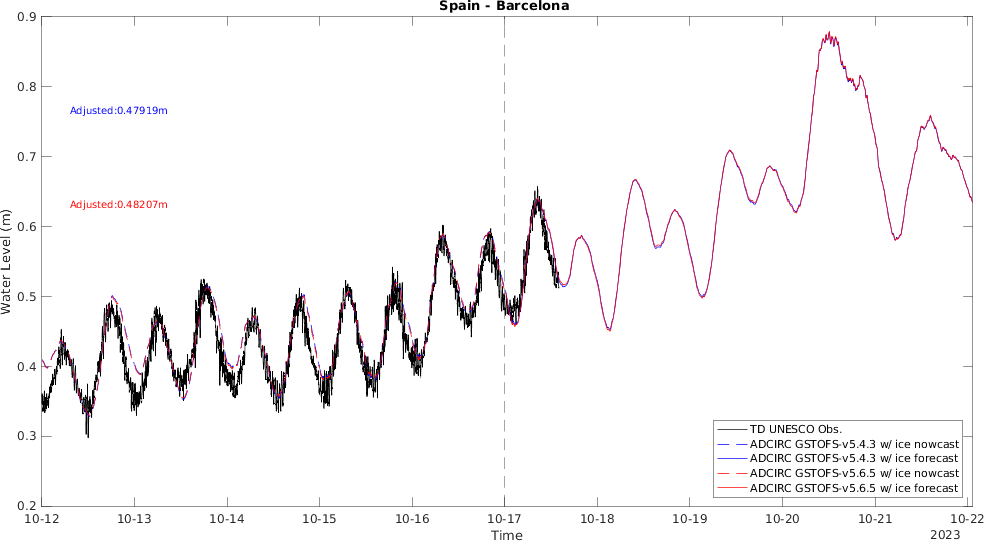 Spain - Barcelona
0.9
0.8
0.7
0.6
0.5
0.4
0.3
0.2
Water Level (m)
Adjusted:0.47919m
Adjusted:0.48207m
TD UNESCO Obs.
ADCIRC GSTOFS-v5.4.3 w/ ice nowcast
ADCIRC GSTOFS-v5.4.3 w/ ice forecast
ADCIRC GSTOFS-v5.6.5 w/ ice nowcast
ADCIRC GSTOFS-v5.6.5 w/ ice forecast
10-12 10-13 10-14 10-15 10-16 10-17 10-18 10-19 10-20 10-21 10-22
Time
2023